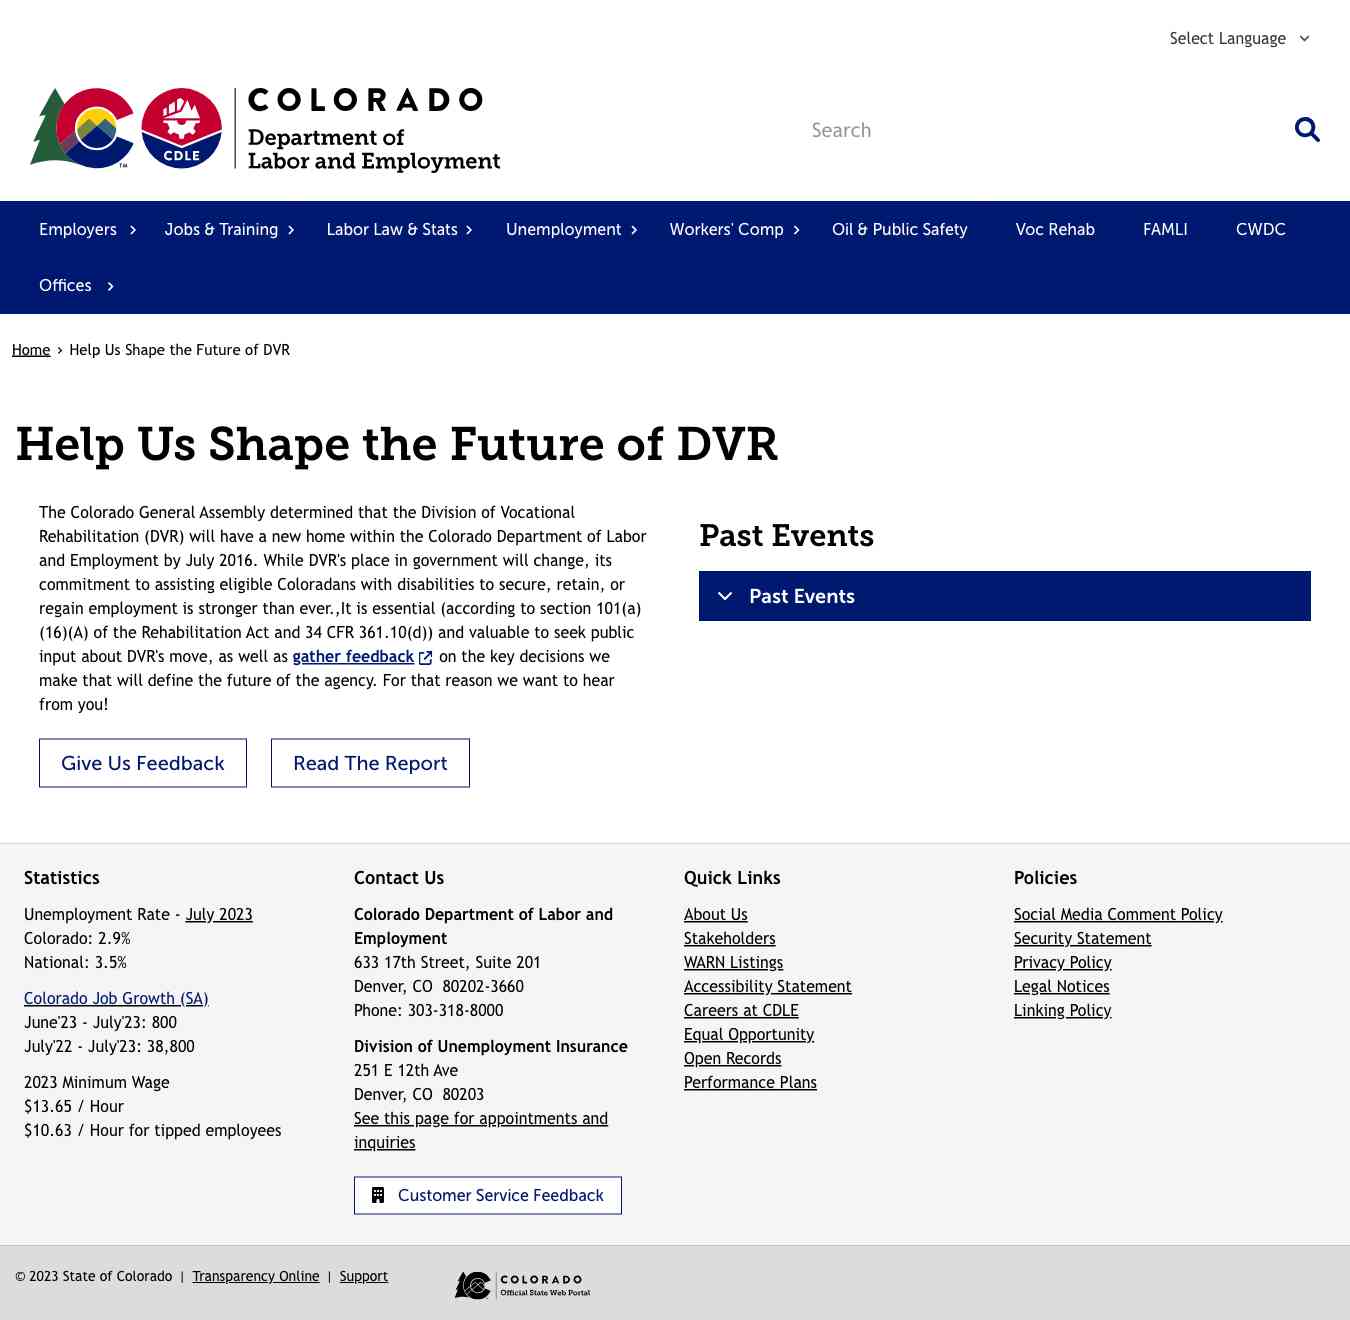 Select Language
COLORADO
Department of
Labor and Employment
CDLE
TM
Search
Employers
Jobs & Training
Labor Law & Stats
Unemployment
Workers' Comp
Oil & Public Safety
Voc Rehab
FAMLI
CWDC
Offices
Home › Help Us Shape the Future of DVR
Help Us Shape the Future of DVR
The Colorado General Assembly determined that the Division of Vocational
Rehabilitation (DVR) will have a new home within the Colorado Department of Labor
and Employment by July 2016. While DVR's place in government will change, its
commitment to assisting eligible Coloradans with disabilities to secure, retain, or
regain employment is stronger than ever.,It is essential (according to section 101(a)
(16)(A) of the Rehabilitation Act and 34 CFR 361.10(d)) and valuable to seek public
input about DVR's move, as well as gather feedback on the key decisions we
make that will define the future of the agency. For that reason we want to hear
from you!
Give Us Feedback
Read The Report
Past Events
Past Events
Statistics
Unemployment Rate - July 2023
Colorado: 2.9%
National: 3.5%
Colorado Job Growth (SA)
June'23 - July'23: 800
July'22 - July'23: 38,800
2023 Minimum Wage
$13.65 / Hour
$10.63 / Hour for tipped employees
Contact Us
Colorado Department of Labor and
Employment
633 17th Street, Suite 201
Denver, CO 80202-3660
Phone: 303-318-8000
Division of Unemployment Insurance
251 E 12th Ave
Denver, CO 80203
See this page for appointments and
inquiries
Customer Service Feedback
Quick Links
About Us
Stakeholders
WARN Listings
Accessibility Statement
Careers at CDLE
Equal Opportunity
Open Records
Performance Plans
Policies
Social Media Comment Policy
Security Statement
Privacy Policy
Legal Notices
Linking Policy
© 2023 State of Colorado | Transparency Online | Support
COLORADO
Official State Web Portal